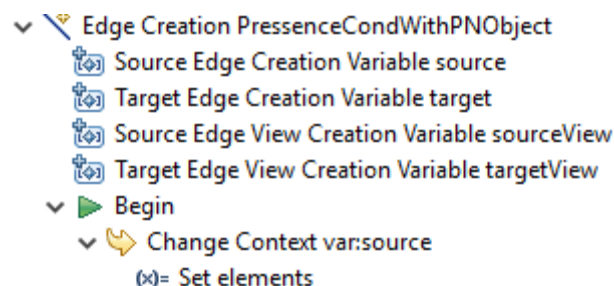 Edge Creation PressenceCondWithPNObject
Source Edge Creation Variable source
Target Edge Creation Variable target
Source Edge View Creation Variable sourceView
Target Edge View Creation Variable targetView
Begin
Change Context var:source
(x)= Set elements